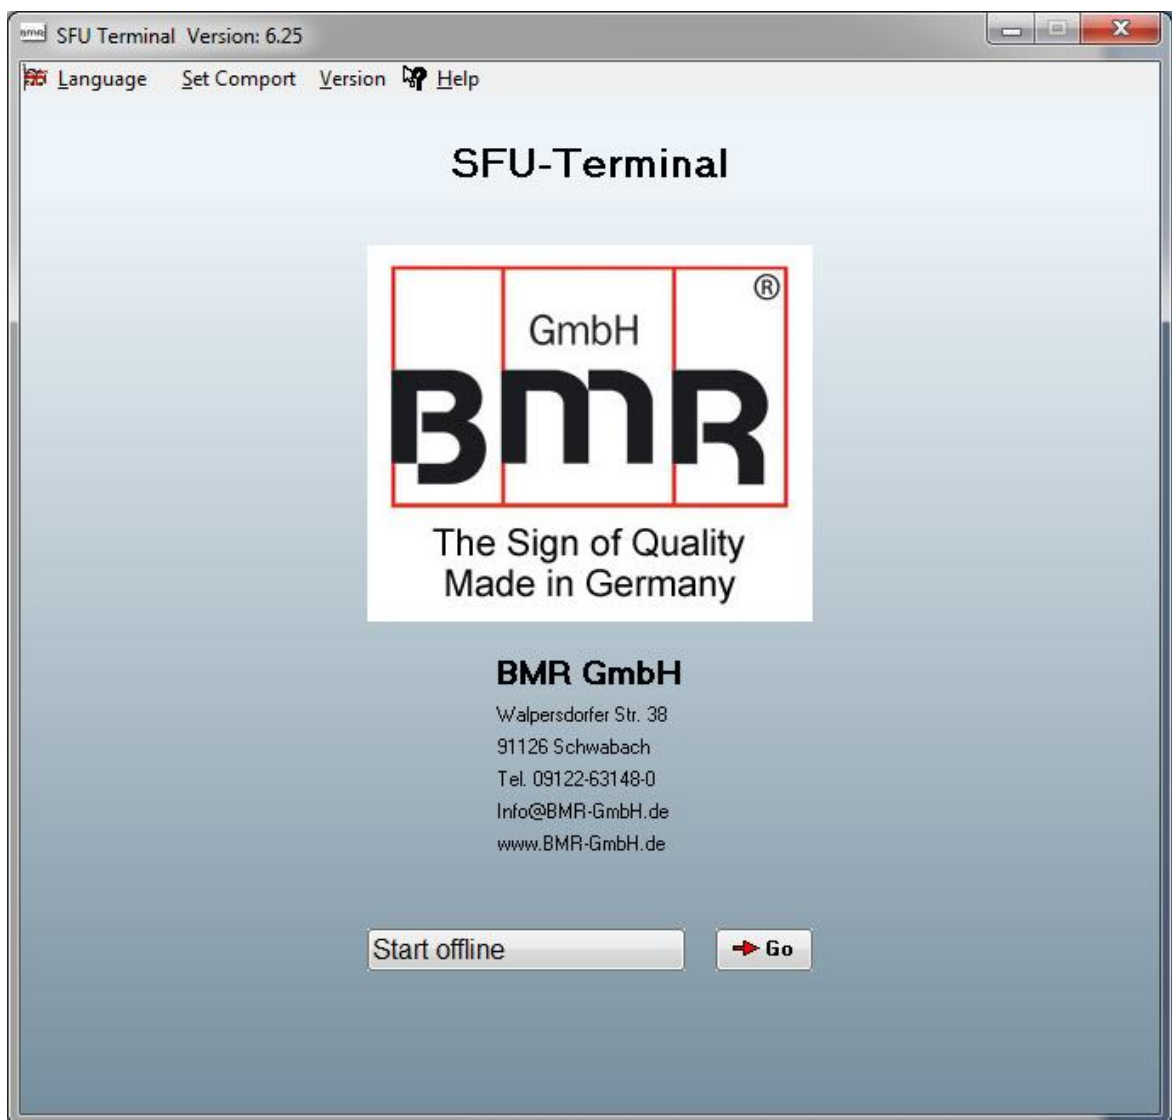 SFU Terminal Version: 6.25
Language Set Comport Version Help
SFU-Terminal
®
GmbH
BMR
The Sign of Quality
Made in Germany
BMR GmbH
Walpersdorfer Str. 38
91126 Schwabach
Tel. 09122-63148-0
Info@BMR-GmbH.de
www.BMR-GmbH.de
Start offline Go